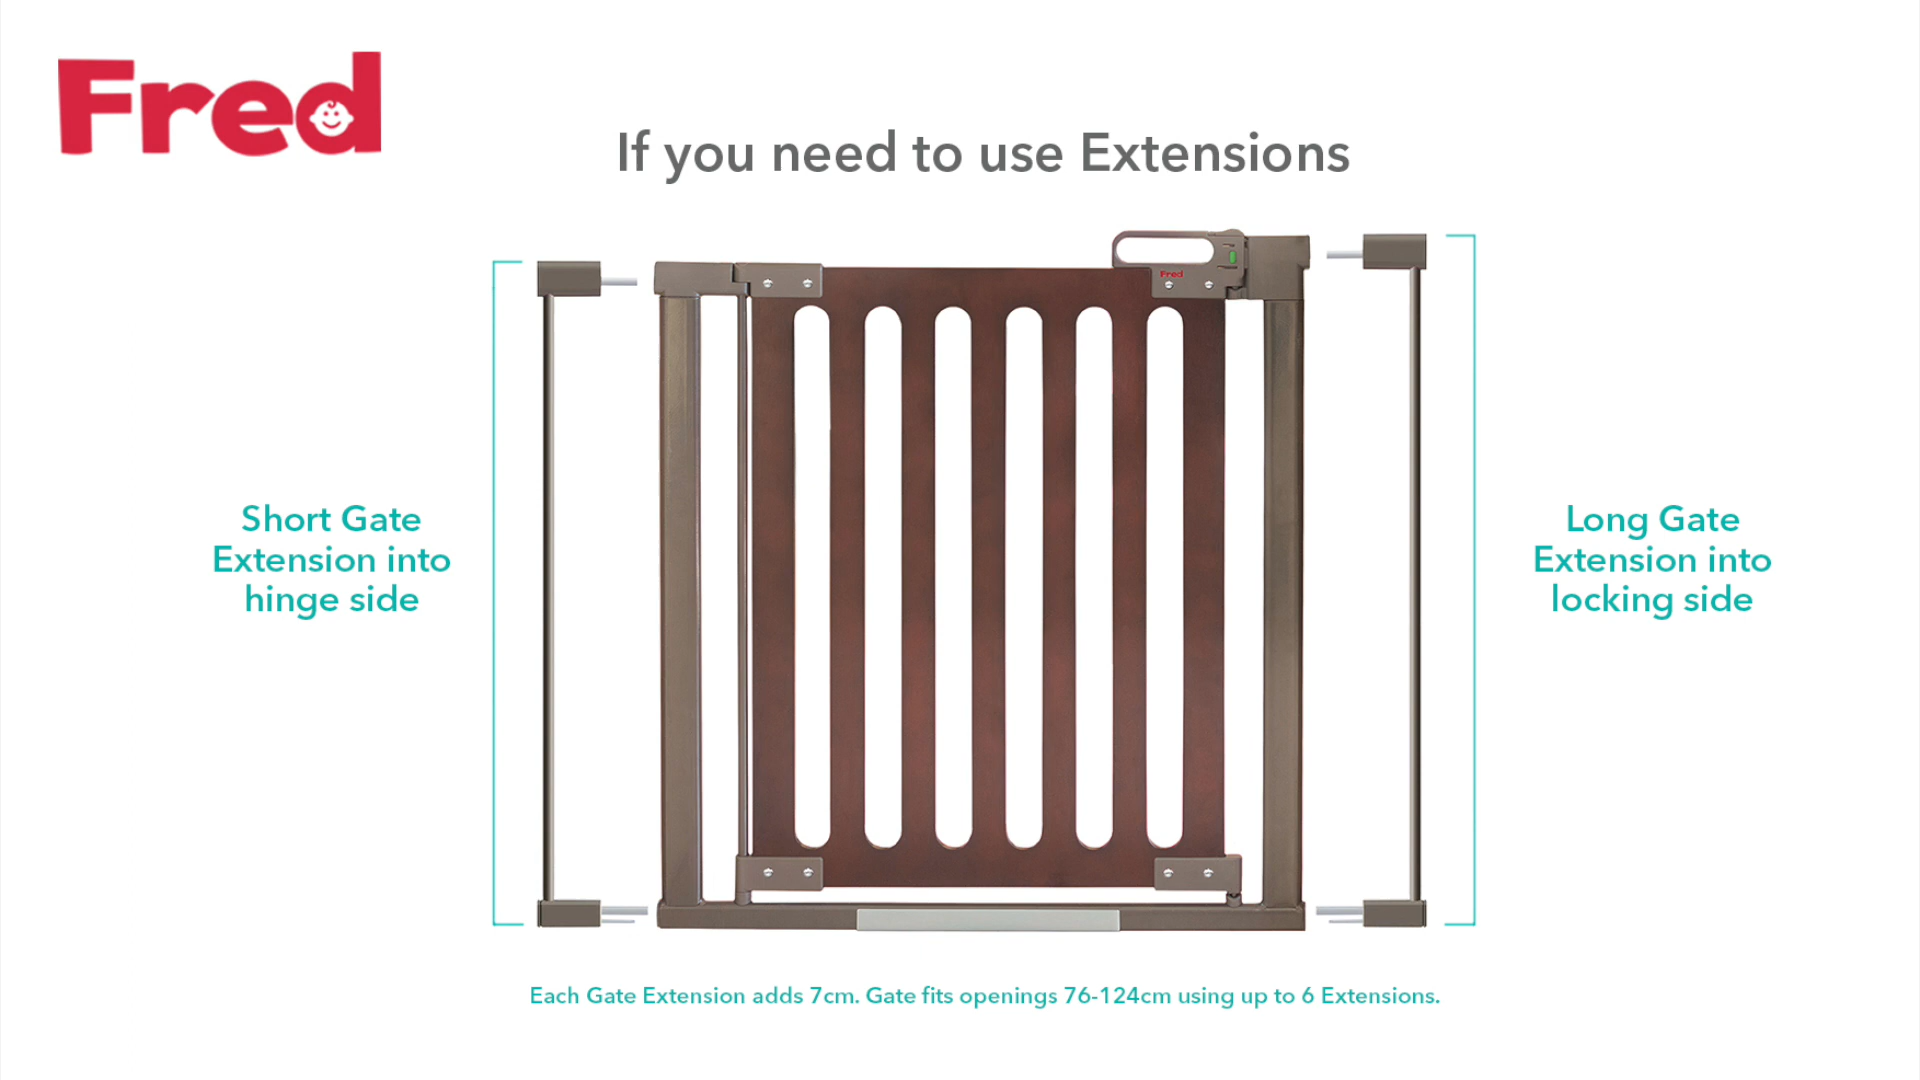 Fred
If you need to use Extensions
Fred
Short Gate
Extension into
hinge side
Long Gate
Extension into
locking side
Each Gate Extension adds 7cm. Gate fits openings 76-124cm using up to 6 Extensions.